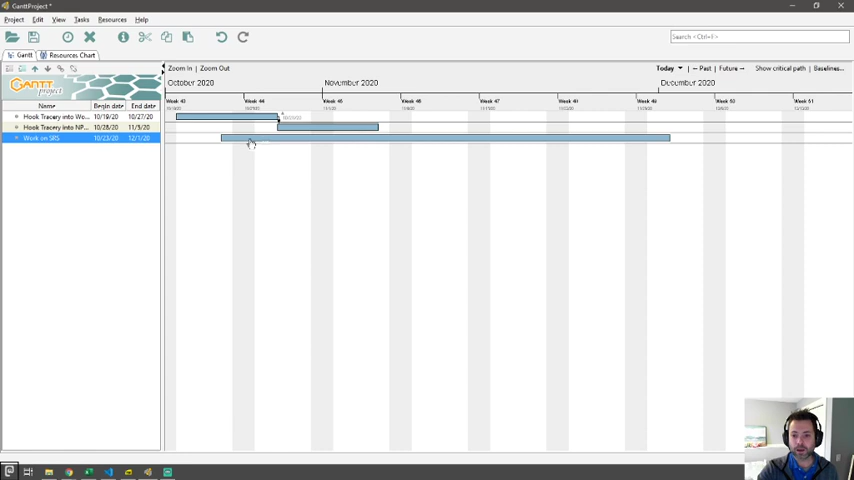 GanttProject *
Project Edit View Tasks Resources Help
Search <Ctrl+F>
Gantt Resources Chart
Zoom In | Zoom Out
Today ▼ | ← Past | Future → Show critical path Baselines...
GANTT
project
October 2020 November 2020 December 2020
Name Begin date End date
Week 43 Week 44 Week 45 Week 46 Week 47 Week 48 Week 49 Week 50 Week 51
Hook Tracery into Wo... 10/19/20 10/27/20
Hook Tracery into NP... 10/28/20
Work on SRS 10/23/20 12/1/20